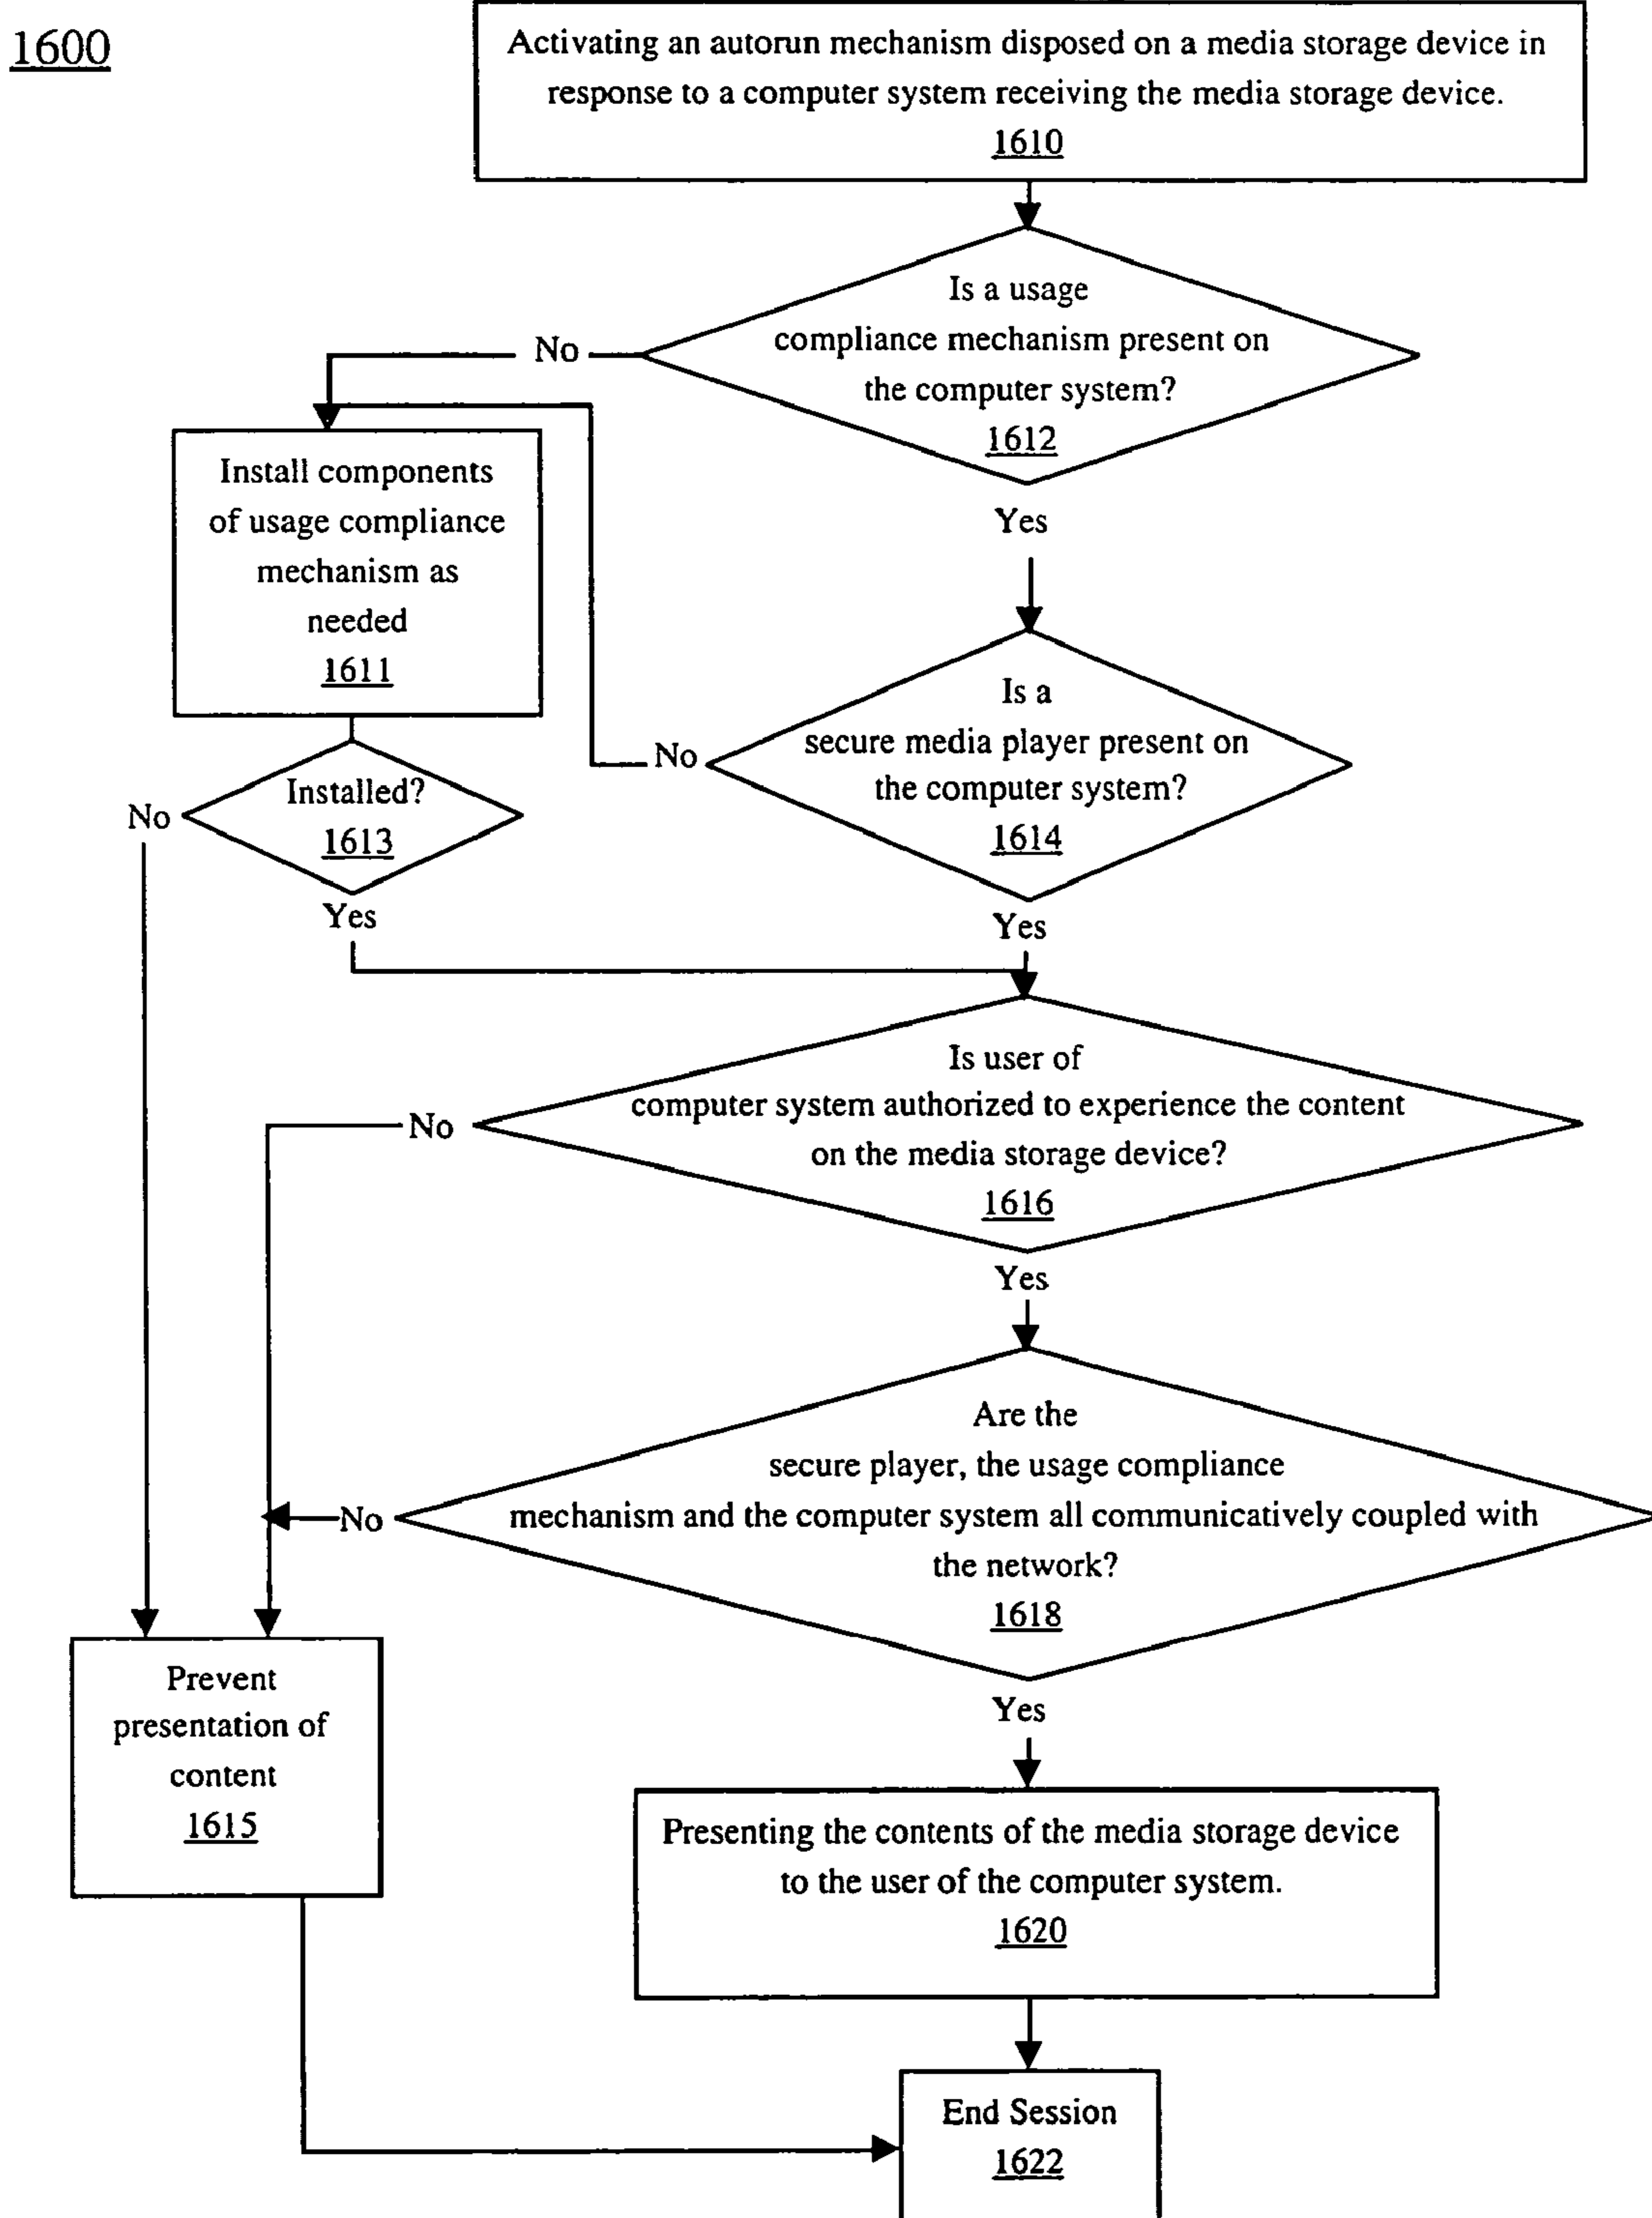 1600
Activating an autorun mechanism disposed on a media storage device in
response to a computer system receiving the media storage device.
1610
Is a usage
compliance mechanism present on
the computer system?
1612
No
Yes
Install components
of usage compliance
mechanism as
needed
1611
Is a
secure media player present on
the computer system?
1614
No
Installed?
1613
No
Yes
Yes
Is user of
computer system authorized to experience the content
on the media storage device?
1616
No
Yes
Are the
secure player, the usage compliance
mechanism and the computer system all communicatively coupled with
the network?
1618
No
Yes
Prevent
presentation of
content
1615
Presenting the contents of the media storage device
to the user of the computer system.
1620
End Session
1622